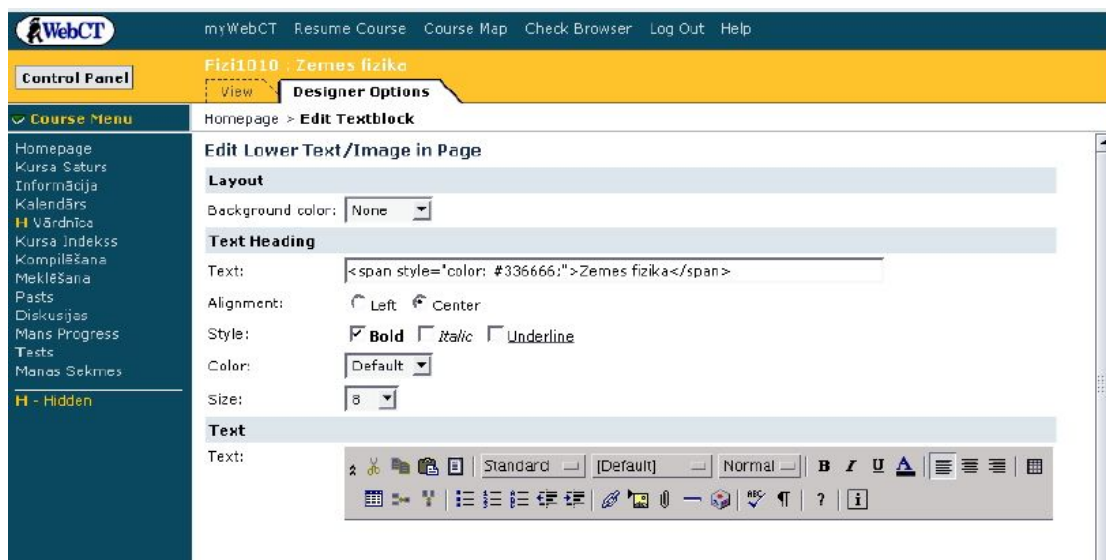 WebCT
myWebCT Resume Course Course Map Check Browser Log Out Help
Control Panel
Fizi1010 : Zemes fizika
View Designer Options
Course Menu
Homepage > Edit Textblock
Homepage
Kursa Saturs
Informācija
Kalendārs
H Vārdnīca
Kursa Indekss
Kompilēšana
Meklēšana
Pasts
Diskusijas
Mans Progress
Tests
Manas Sekmes
H - Hidden
Edit Lower Text/Image in Page
Layout
Background color: None
Text Heading
Text: <span style="color: #336666;">Zemes fizika</span>
Alignment: Left Center
Style: Bold Italic Underline
Color: Default
Size: 8
Text
Text:
Standard [Default] Normal B I U A
ABC ¶ ? i